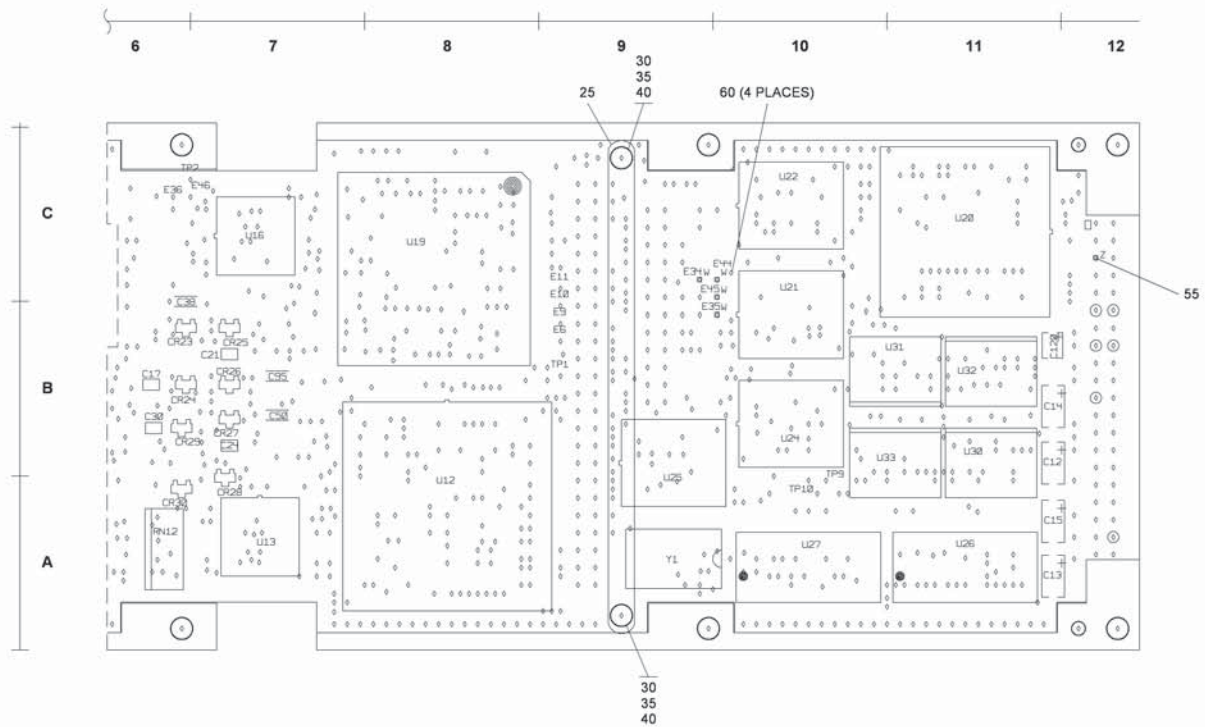 6 7 8 9 10 11 12
30
35
25 40 60 (4 PLACES)
TP2
E36 E46
C
U22
U16
U19
U20
E44
E34 W W
E11
Z
E10
E45 W
U21
C38
E9
E35 W
55
E6
CR23 CR25
U31
C120
C21
TP1
CR26 C95
U32
C17
B
CR24
C14
C50
C30
CR27
U24
CR29
U33 U30
C12
TP9
U25
U12
CR28
TP10
CR30
C15
RN12
U13
U27 U26
A
Y1
C13
30
35
40